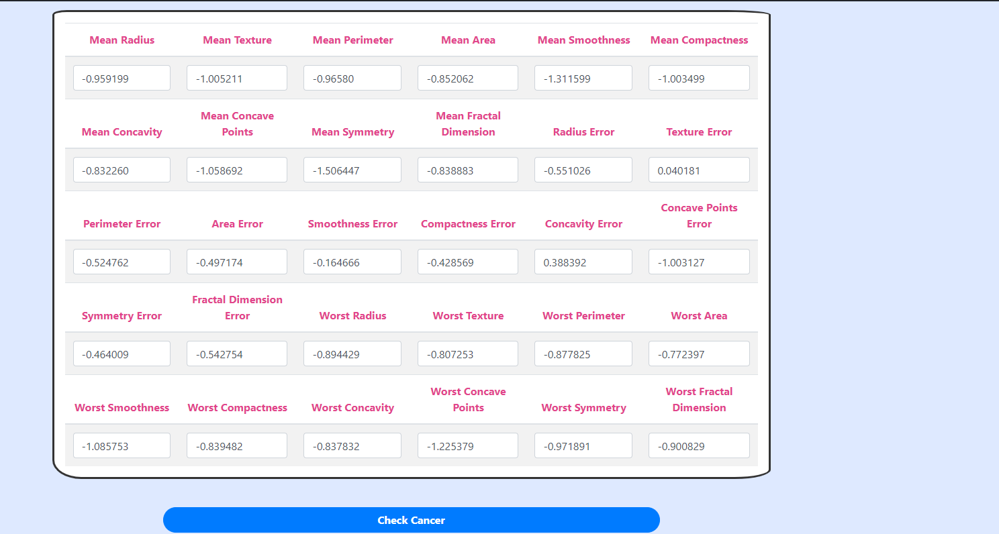 Mean Radius Mean Texture Mean Perimeter Mean Area Mean Smoothness Mean Compactness
-0.959199 -1.005211 -0.96580 -0.852062 -1.311599 -1.003499
Mean Concave Mean Fractal
Mean Concavity Points Mean Symmetry Dimension Radius Error Texture Error
-0.832260 -1.058692 -1.506447 -0.838883 -0.551026 0.040181
Concave Points
Perimeter Error Area Error Smoothness Error Compactness Error Concavity Error Error
-0.524762 -0.497174 -0.164666 -0.428569 0.388392 -1.003127
Fractal Dimension
Symmetry Error Error Worst Radius Worst Texture Worst Perimeter Worst Area
-0.464009 -0.542754 -0.894429 -0.807253 -0.877825 -0.772397
Worst Concave Worst Fractal
Worst Smoothness Worst Compactness Worst Concavity Points Worst Symmetry Dimension
-1.085753 -0.839482 -0.837832 -1.225379 -0.971891 -0.900829
Check Cancer